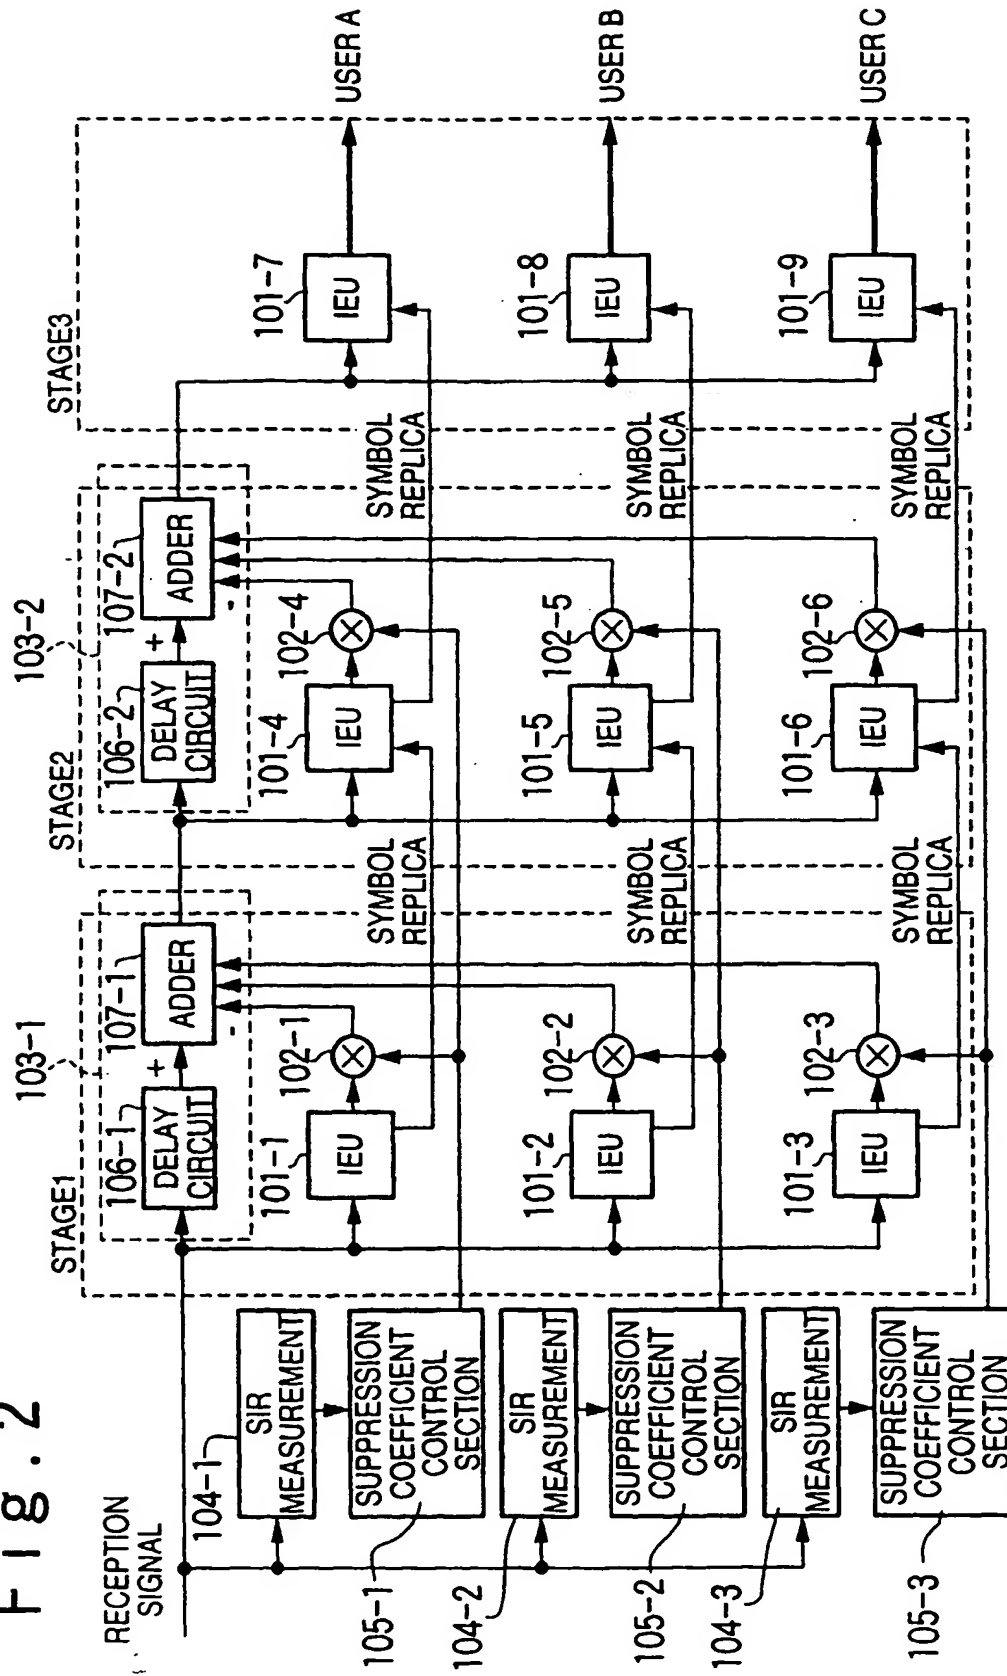 Fig. 2
RECEPTION
SIGNAL
STAGE1
STAGE2
STAGE3
103-1
103-2
106-1
107-1
106-2
107-2
DELAY
CIRCUIT
+
ADDER
-
DELAY
CIRCUIT
+
ADDER
-
104-1
SIR
MEASUREMENT
105-1
SUPPRESSION
COEFFICIENT
CONTROL
SECTION
101-1
IEU
102-1
SYMBOL
REPLICA
101-4
IEU
102-4
SYMBOL
REPLICA
101-7
IEU
USER A
104-2
SIR
MEASUREMENT
105-2
SUPPRESSION
COEFFICIENT
CONTROL
SECTION
101-2
IEU
102-2
SYMBOL
REPLICA
101-5
IEU
102-5
SYMBOL
REPLICA
101-8
IEU
USER B
104-3
SIR
MEASUREMENT
105-3
SUPPRESSION
COEFFICIENT
CONTROL
SECTION
101-3
IEU
102-3
SYMBOL
REPLICA
101-6
IEU
102-6
SYMBOL
REPLICA
101-9
IEU
USER C